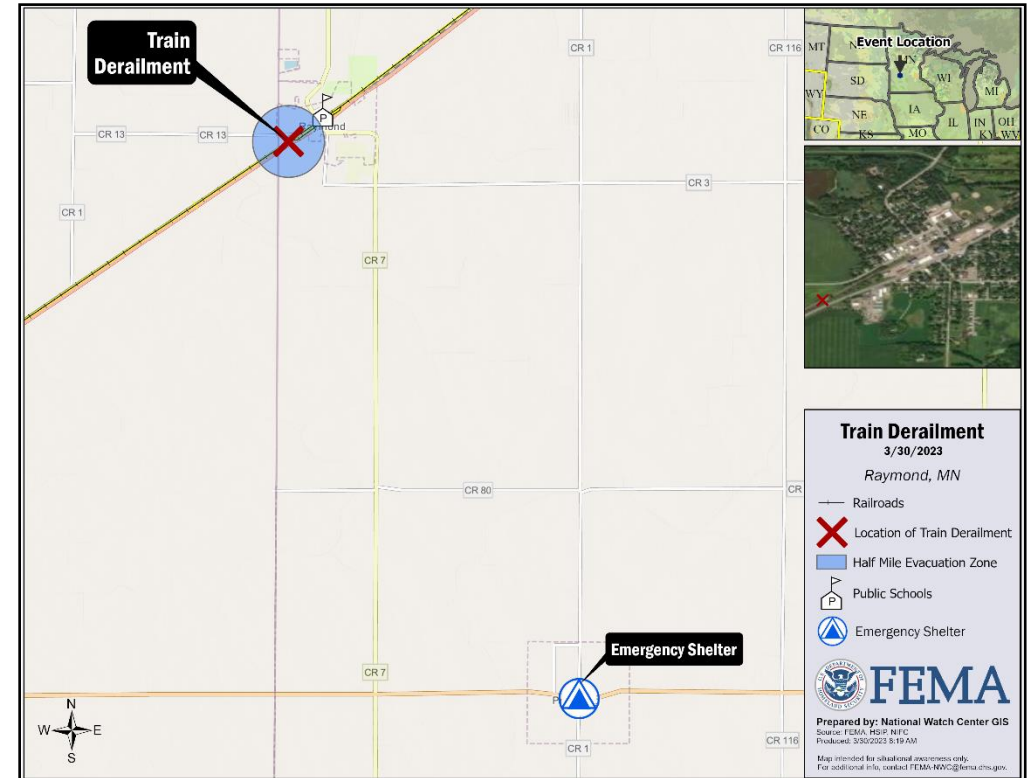 Train
Derailment
CR 1
CR 116
CR 13
CR 13
CR 3
CR 1
CR 7
CR 80
CR
CR 7
Emergency Shelter
CR 1
CR 116
N
W
E
S
Event Location
MT
SD
WI
WY
MI
NE
IA
CO
KS
MO
IL
IN
OH
KY
WV
Train Derailment
3/30/2023
Raymond, MN
Railroads
Location of Train Derailment
Half Mile Evacuation Zone
P
Public Schools
Emergency Shelter
FEMA
Prepared by: National Watch Center GIS
Source: FEMA, HSIP, NIFC
Produced: 3/30/2023 8:19 AM
Map intended for situational awareness only.
For additional info, contact FEMA-NWC@fema.dhs.gov.